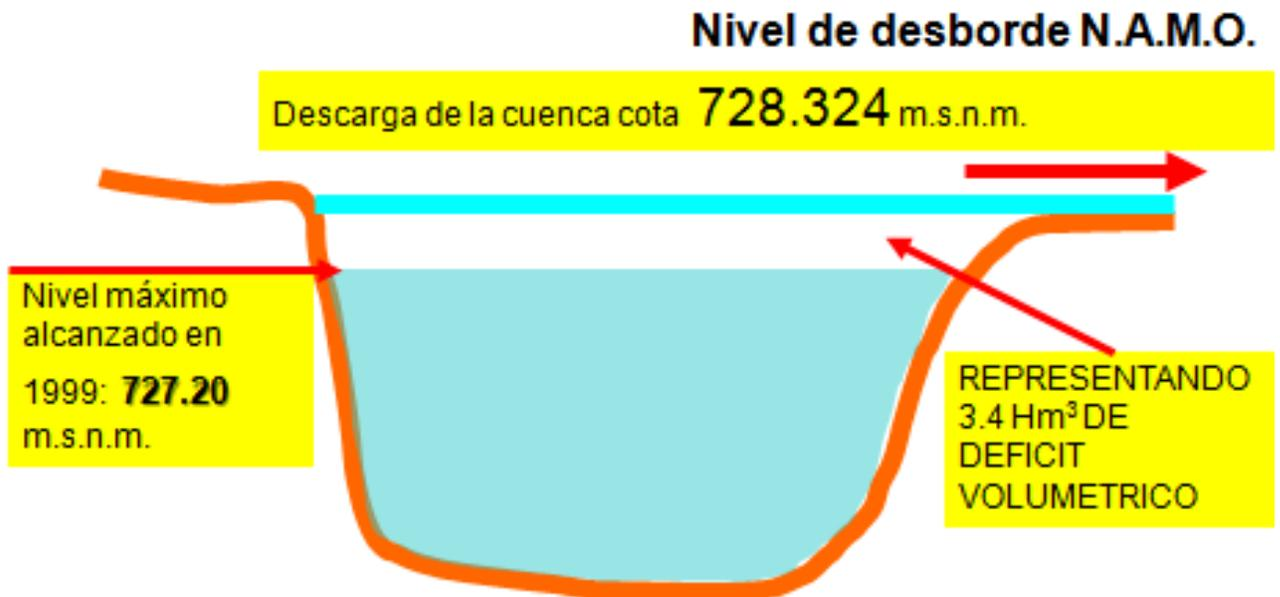 Nivel de desborde N.A.M.O.
Descarga de la cuenca cota 728.324 m.s.n.m.
Nivel máximo
alcanzado en
1999: 727.20
m.s.n.m.
REPRESENTANDO
3.4 Hm³ DE
DEFICIT
VOLUMETRICO